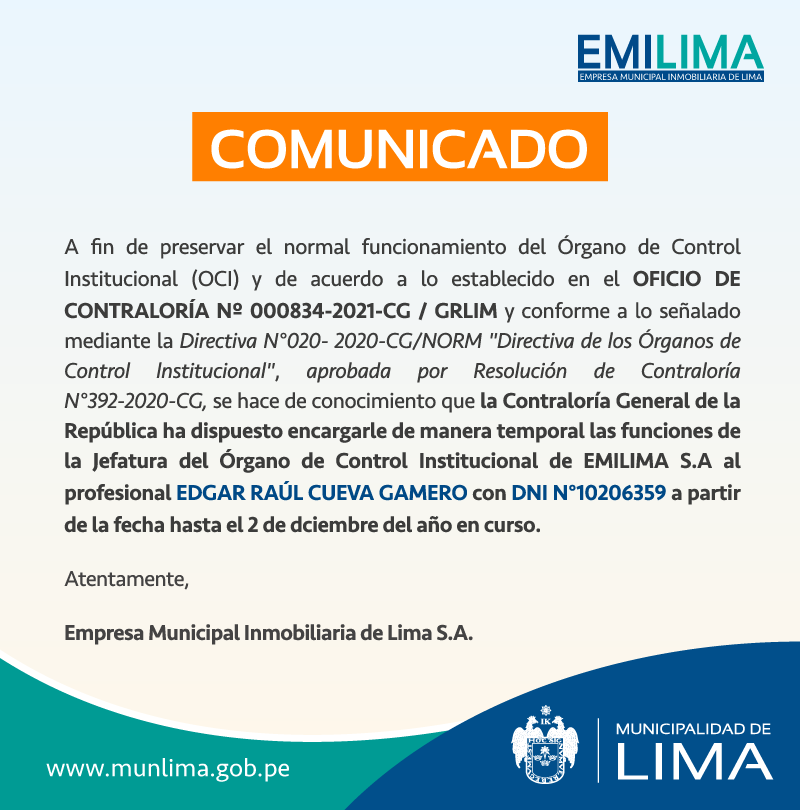 EMILIMA
EMPRESA MUNICIPAL INMOBILIARIA DE LIMA
COMUNICADO
A fin de preservar el normal funcionamiento del Órgano de Control
Institucional (OCI) y de acuerdo a lo establecido en el OFICIO DE
CONTRALORÍA Nº 000834-2021-CG / GRLIM y conforme a lo señalado
mediante la Directiva N°020- 2020-CG/NORM "Directiva de los Órganos de
Control Institucional", aprobada por Resolución de Contraloría
N°392-2020-CG, se hace de conocimiento que la Contraloría General de la
República ha dispuesto encargarle de manera temporal las funciones de
la Jefatura del Órgano de Control Institucional de EMILIMA S.A al
profesional EDGAR RAÚL CUEVA GAMERO con DNI N°10206359 a partir
de la fecha hasta el 2 de dciembre del año en curso.
Atentamente,
Empresa Municipal Inmobiliaria de Lima S.A.
www.munlima.gob.pe
IK
MUNICIPALIDAD DE
LIMA